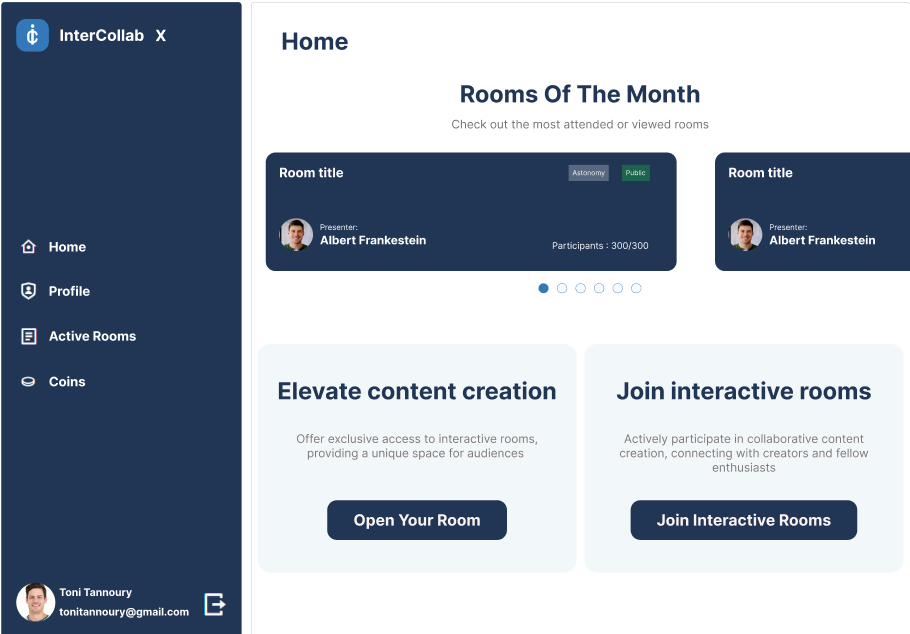 InterCollab X
Home
Profile
Active Rooms
Coins
Toni Tannoury
tonitannoury@gmail.com
Home
Rooms Of The Month
Check out the most attended or viewed rooms
Room title
Astonomy
Public
Presenter:
Albert Frankestein
Participants : 300/300
Room title
Presenter:
Albert Frankestein
Elevate content creation
Offer exclusive access to interactive rooms,
providing a unique space for audiences
Open Your Room
Join interactive rooms
Actively participate in collaborative content
creation, connecting with creators and fellow
enthusiasts
Join Interactive Rooms